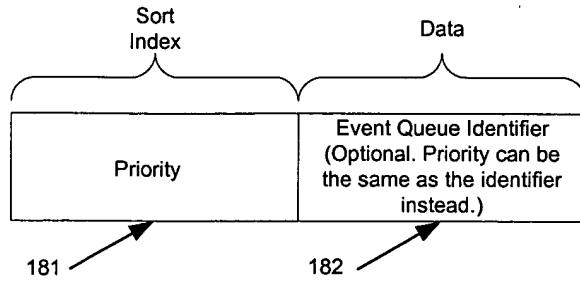 Sort
Index
Data
Priority
Event Queue Identifier
(Optional. Priority can be
the same as the identifier
instead.)
181
182